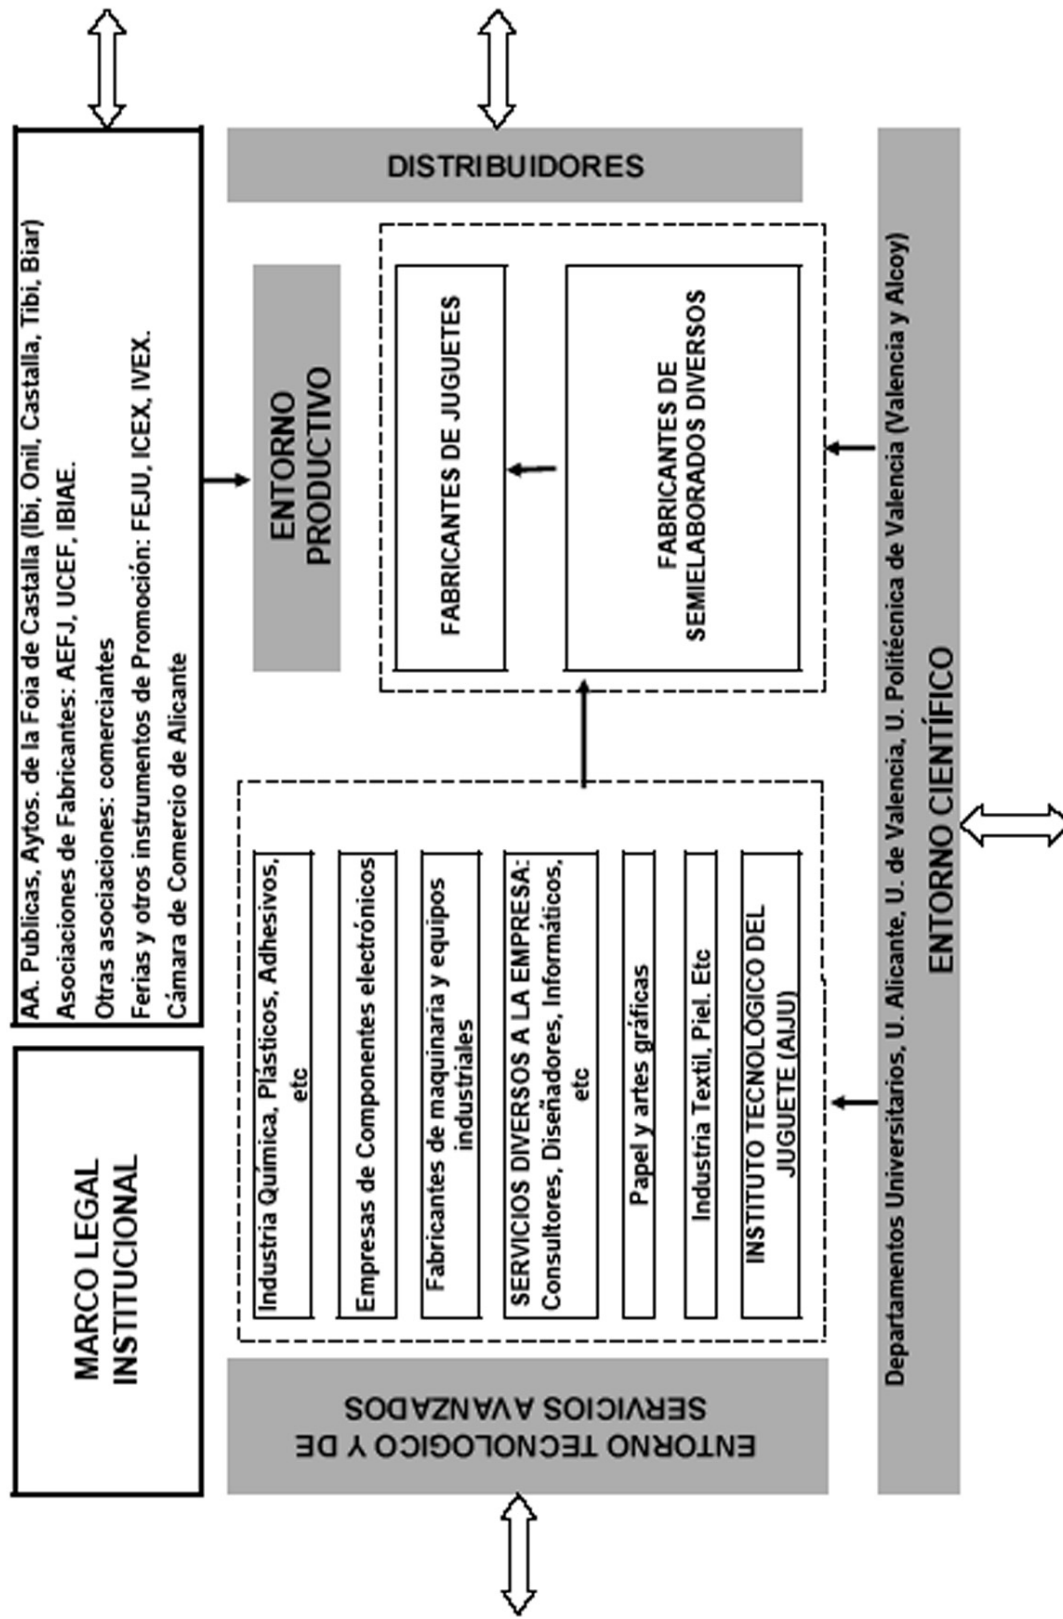 MARCO LEGAL
INSTITUCIONAL
AA. Publicas, Aytos. de la Foia de Castalla (Ibi, Onil, Castalla, Tibi, Biar)
Asociaciones de Fabricantes: AEFJ, UCEF, IBIAE.
Otras asociaciones: comerciantes
Ferias y otros instrumentos de Promoción: FEJU, ICEX, IVEX.
Cámara de Comercio de Alicante
ENTORNO TECNOLOGICO Y DE
SERVICIOS AVANZADOS
Industria Química, Plásticos, Adhesivos,
etc
Empresas de Componentes electrónicos
Fabricantes de maquinaria y equipos
industriales
SERVICIOS DIVERSOS A LA EMPRESA:
Consultores, Diseñadores, Informáticos,
etc
Papel y artes gráficas
Industria Textil, Piel. Etc
INSTITUTO TECNOLÓGICO DEL
JUGUETE (AIJU)
ENTORNO
PRODUCTIVO
FABRICANTES DE JUGUETES
FABRICANTES DE
SEMIELABORADOS DIVERSOS
DISTRIBUIDORES
Departamentos Universitarios, U. Alicante, U. de Valencia, U. Politécnica de Valencia (Valencia y Alcoy)
ENTORNO CIENTÍFICO